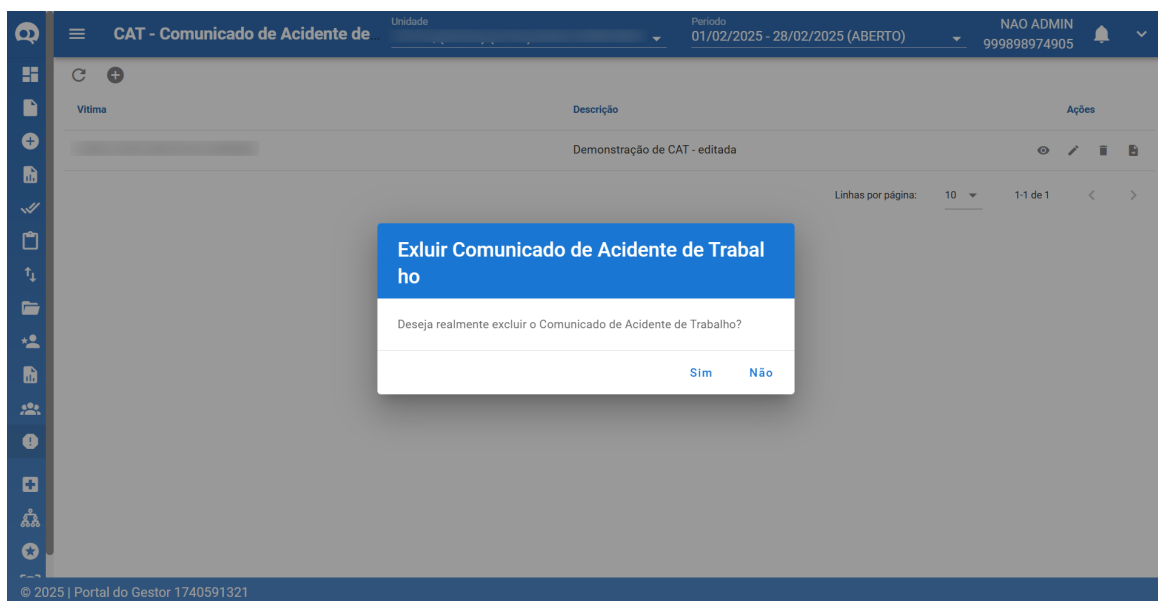 CAT - Comunicado de Acidente de
Unidade
Período
01/02/2025 - 28/02/2025 (ABERTO)
NAO ADMIN
999898974905
Vítima
Descrição
Ações
Demonstração de CAT - editada
Linhas por página:
10
1-1 de 1
Exluir Comunicado de Acidente de Trabal
ho
Deseja realmente excluir o Comunicado de Acidente de Trabalho?
Sim
Não
© 2025 | Portal do Gestor 1740591321